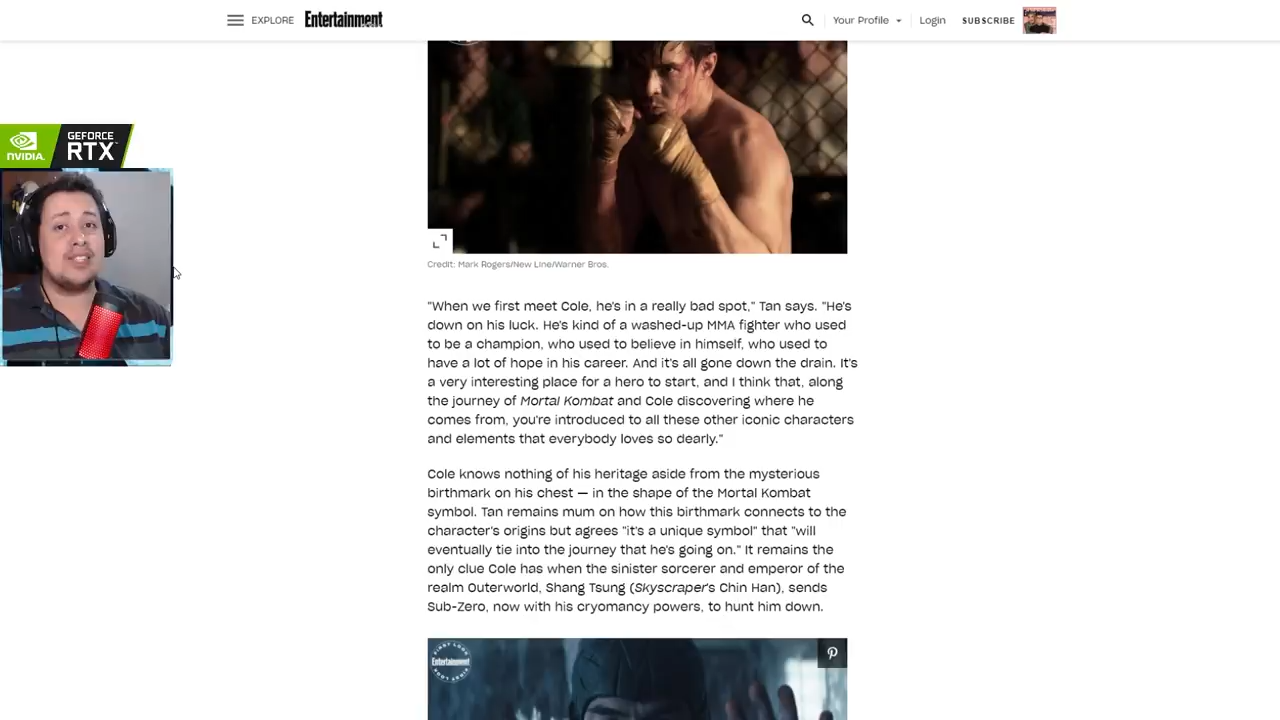 EXPLORE
Entertainment
Your Profile
Login
SUBSCRIBE
NVIDIA.
GEFORCE
RTX
Credit: Mark Rogers/New Line/Warner Bros.
"When we first meet Cole, he's in a really bad spot," Tan says. "He's
down on his luck. He's kind of a washed-up MMA fighter who used
to be a champion, who used to believe in himself, who used to
have a lot of hope in his career. And it's all gone down the drain. It's
a very interesting place for a hero to start, and I think that, along
the journey of Mortal Kombat and Cole discovering where he
comes from, you're introduced to all these other iconic characters
and elements that everybody loves so dearly."
Cole knows nothing of his heritage aside from the mysterious
birthmark on his chest — in the shape of the Mortal Kombat
symbol. Tan remains mum on how this birthmark connects to the
character's origins but agrees "it's a unique symbol" that "will
eventually tie into the journey that he's going on." It remains the
only clue Cole has when the sinister sorcerer and emperor of the
realm Outerworld, Shang Tsung (Skyscraper's Chin Han), sends
Sub-Zero, now with his cryomancy powers, to hunt him down.
FIRST LOOK
Entertainment
FIRST LOOK